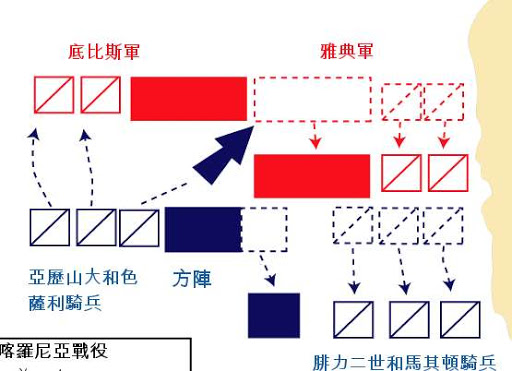 底比斯軍
雅典軍
亞歷山大和色
薩利騎兵
方陣
喀羅尼亞戰役
腓力二世和馬其頓騎兵